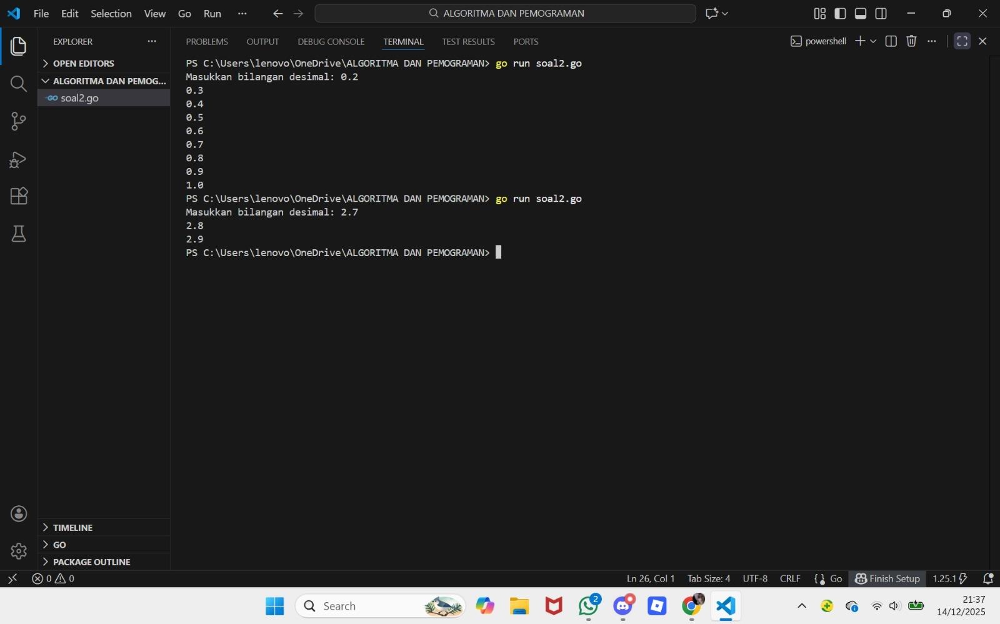 File Edit Selection View Go Run ···
ALGORITMA DAN PEMOGRAMAN
EXPLORER ···
OPEN EDITORS
ALGORITMA DAN PEMOG...
GO soal2.go
TIMELINE
GO
PACKAGE OUTLINE
PROBLEMS OUTPUT DEBUG CONSOLE TERMINAL TEST RESULTS PORTS
powershell
PS C:\Users\lenovo\OneDrive\ALGORITMA DAN PEMOGRAMAN> go run soal2.go
Masukkan bilangan desimal: 0.2
0.3
0.4
0.5
0.6
0.7
0.8
0.9
1.0
PS C:\Users\lenovo\OneDrive\ALGORITMA DAN PEMOGRAMAN> go run soal2.go
Masukkan bilangan desimal: 2.7
2.8
2.9
PS C:\Users\lenovo\OneDrive\ALGORITMA DAN PEMOGRAMAN>
0 0
Ln 26, Col 1 Tab Size: 4 UTF-8 CRLF {} Go Finish Setup 1.25.1
Search
2
21:37
14/12/2025